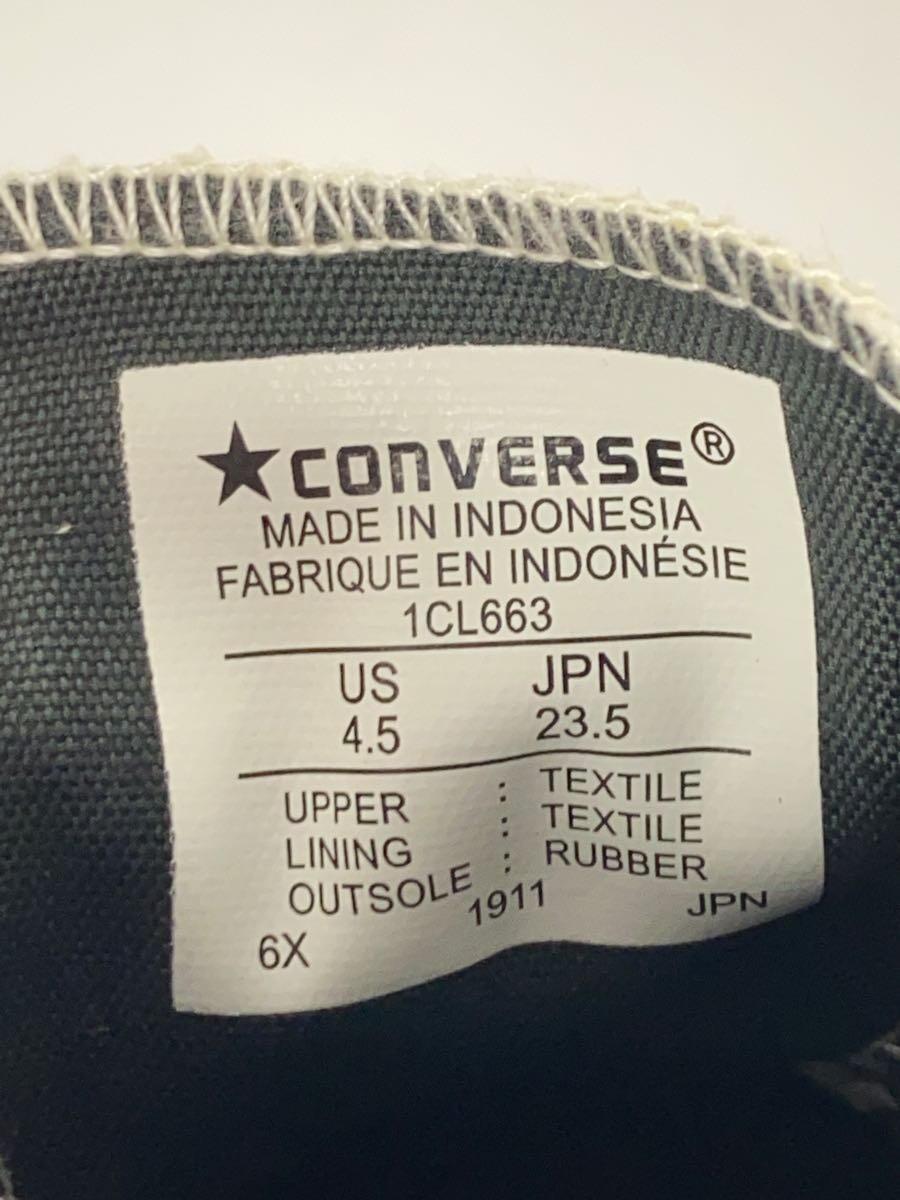 ★CONVERSE®
MADE IN INDONESIA
FABRIQUE EN INDONÉSIE
1CL663
US JPN
4.5 23.5
UPPER : TEXTILE
LINING : TEXTILE
OUTSOLE : RUBBER
6X 1911 JPN